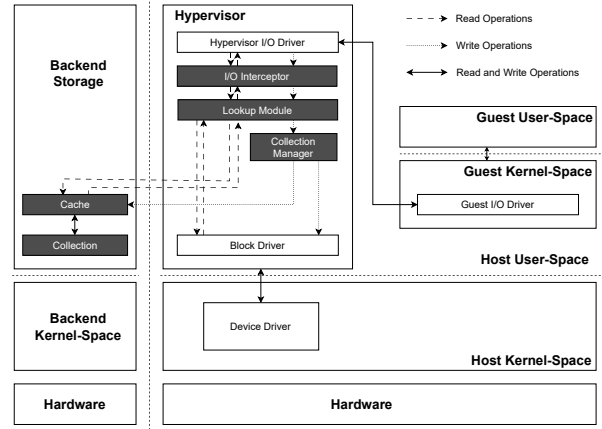 Hypervisor
Backend
Storage
Hypervisor I/O Driver
I/O Interceptor
Lookup Module
Collection
Manager
Cache
Collection
Block Driver
Read Operations
Write Operations
Read and Write Operations
Guest User-Space
Guest Kernel-Space
Guest I/O Driver
Host User-Space
Backend
Kernel-Space
Device Driver
Host Kernel-Space
Hardware
Hardware